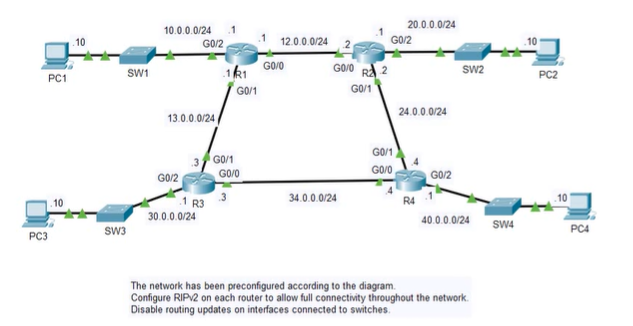 20.0.0.0/24
10.0.0.0/24
.1
.1
.10
G0/2
.1
12.0.0.0/24
.2
G0/2
.10
PC1
SW1
R1
G0/0
G0/0
R2
.2
SW2
PC2
.1
G0/1
G0/1
13.0.0.0/24
24.0.0.0/24
.3
G0/1
G0/1
.4
G0/2
G0/0
G0/0
G0/2
.10
.1
R3
.3
34.0.0.0/24
.4
R4
.1
.10
PC3
SW3
30.0.0.0/24
40.0.0.0/24
SW4
PC4
The network has been preconfigured according to the diagram.
Configure RIPv2 on each router to allow full connectivity throughout the network.
Disable routing updates on interfaces connected to switches.